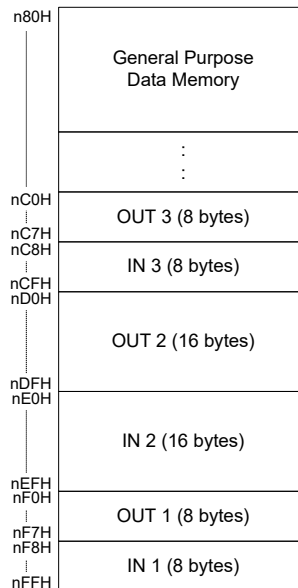 n80H
General Purpose
Data Memory
:
:
nC0H
OUT 3 (8 bytes)
nC7H
nC8H
IN 3 (8 bytes)
nCFH
nD0H
OUT 2 (16 bytes)
nDFH
nE0H
IN 2 (16 bytes)
nEFH
nF0H
OUT 1 (8 bytes)
nF7H
nF8H
IN 1 (8 bytes)
nFFH